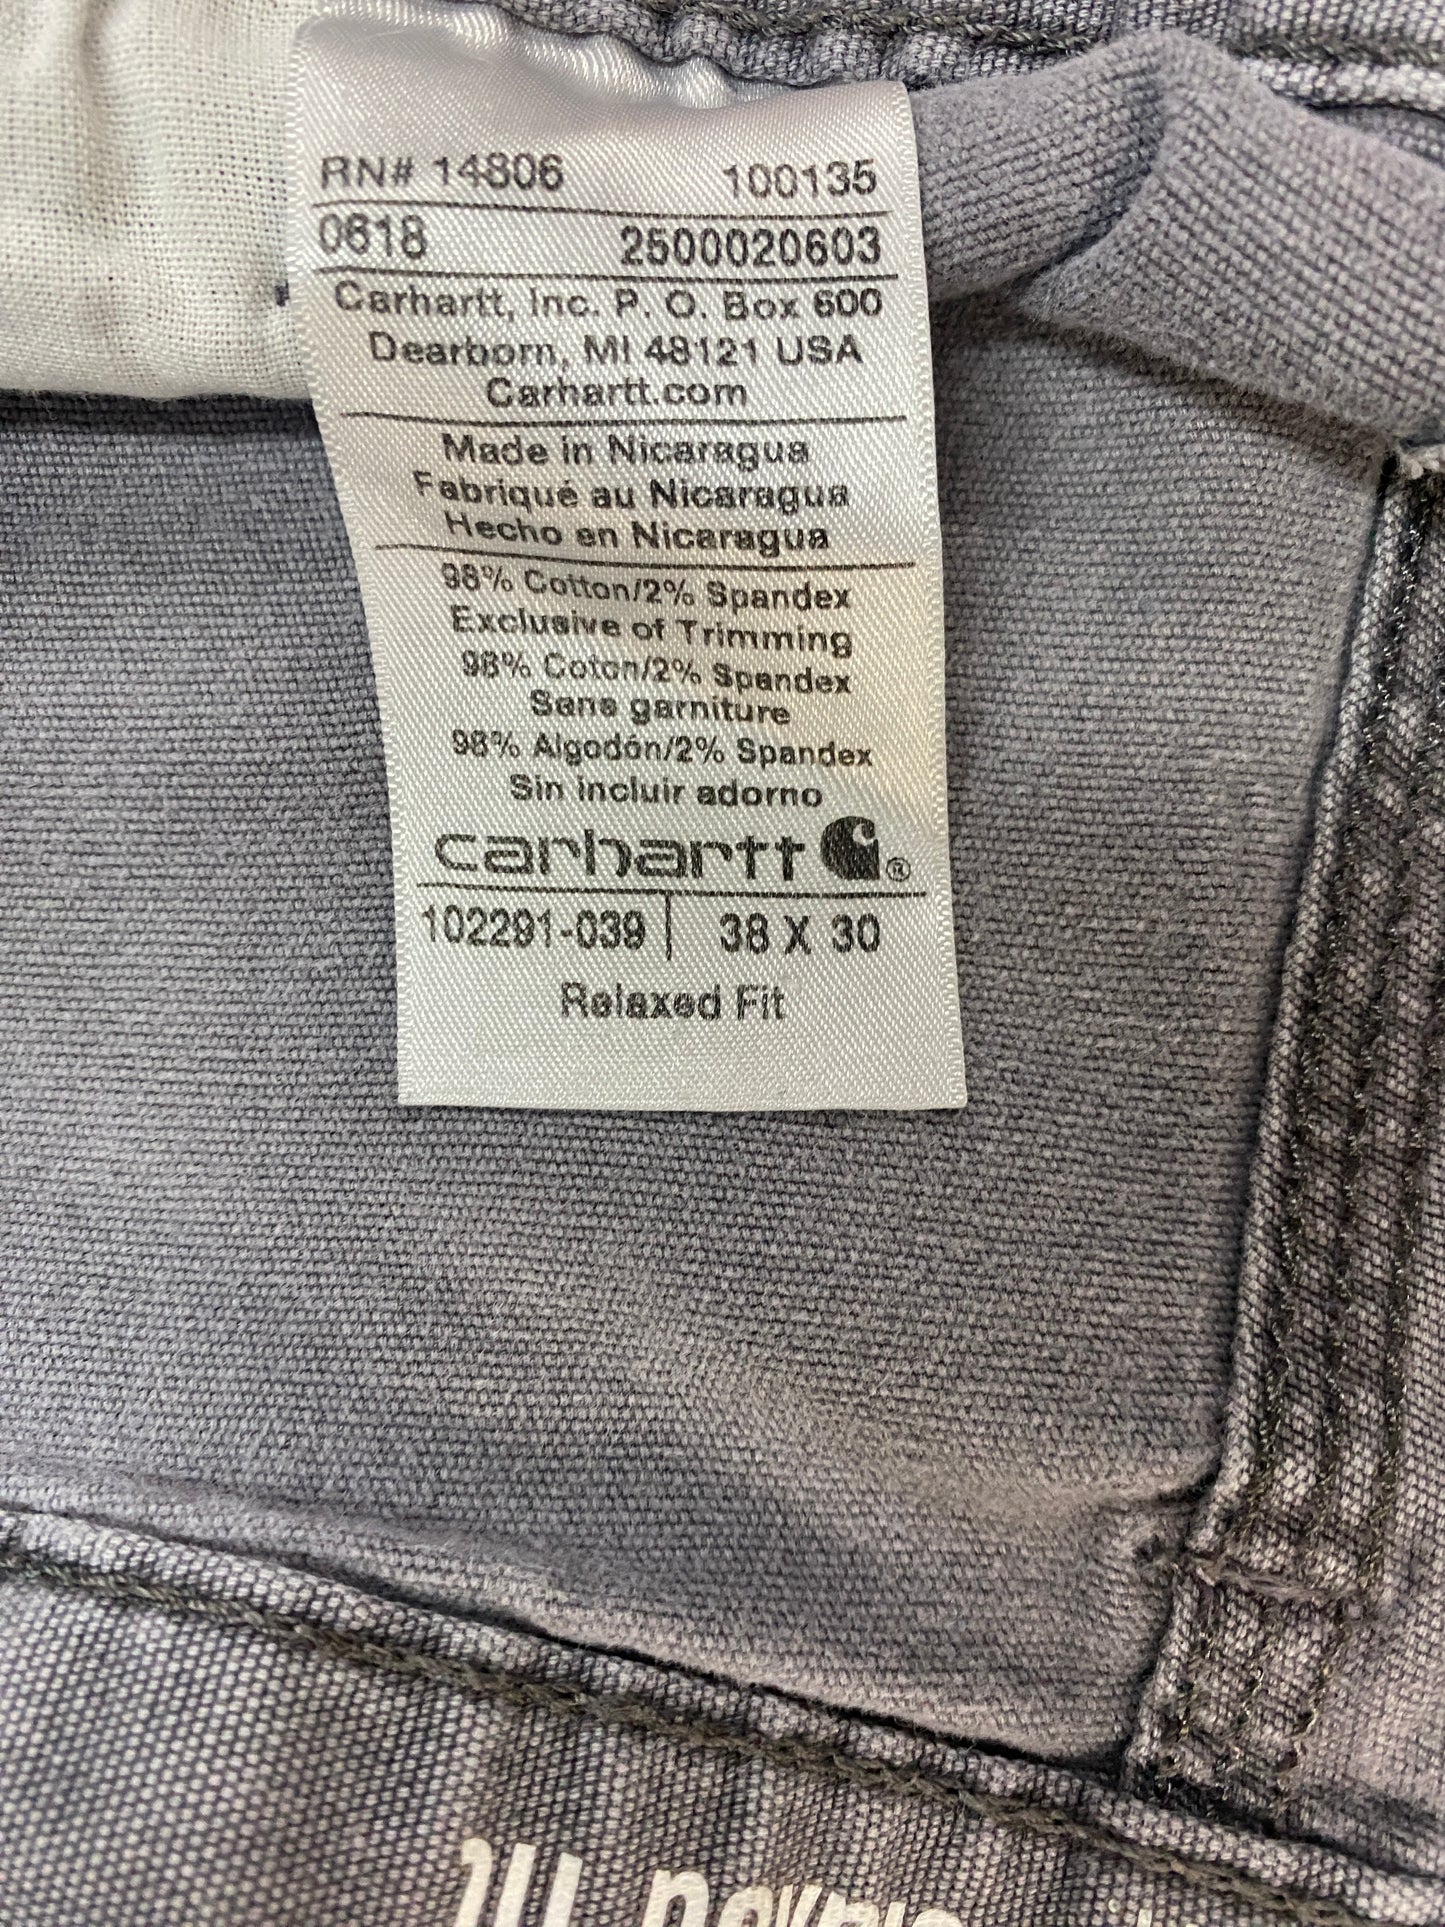 RN# 14806 100135
0618 2500020603
Carhartt, Inc. P. O. Box 600
Dearborn, MI 48121 USA
Carhartt.com
Made in Nicaragua
Fabriqué au Nicaragua
Hecho en Nicaragua
98% Cotton/2% Spandex
Exclusive of Trimming
98% Coton/2% Spandex
Sans garniture
98% Algodón/2% Spandex
Sin incluir adorno
carhartt ®
102291-039 | 38 X 30
Relaxed Fit